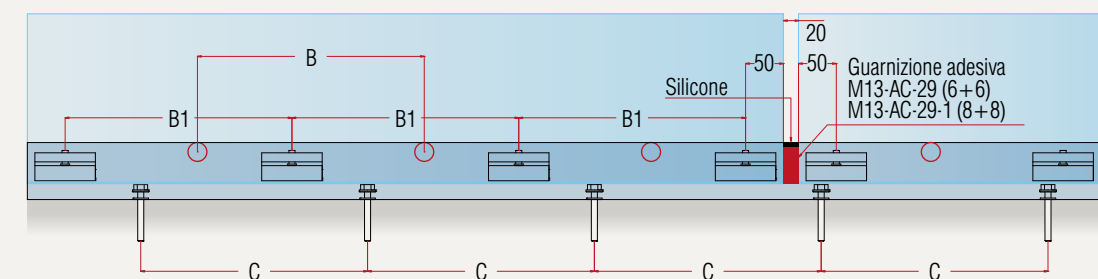 20
B
50
50
Guarnizione adesiva
M13-AC-29 (6+6)
M13-AC-29-1 (8+8)
Silicone
B1
B1
B1
C
C
C
C